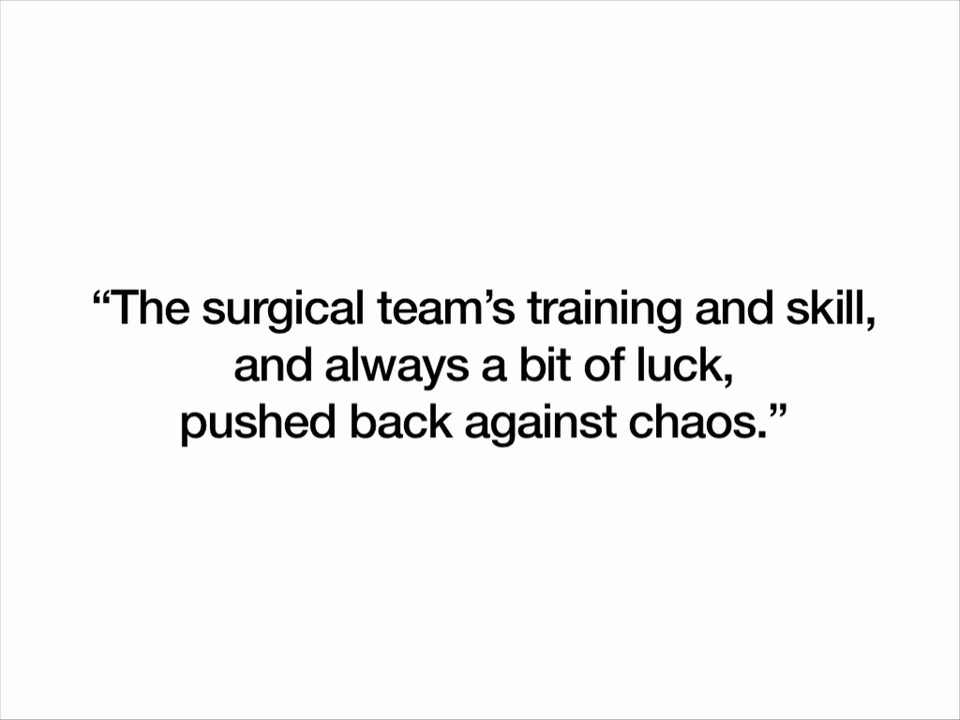 “The surgical team’s training and skill,
and always a bit of luck,
pushed back against chaos.”